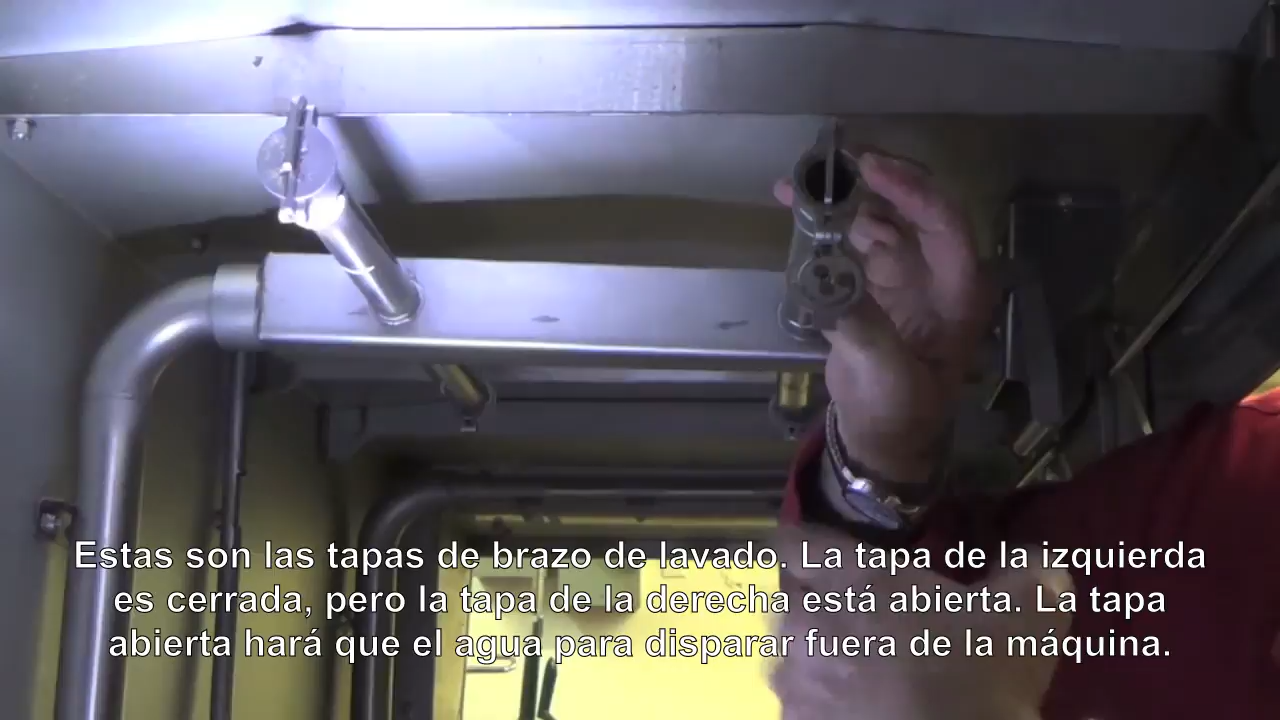 Estas son las tapas de brazo de lavado. La tapa de la izquierda
es cerrada, pero la tapa de la derecha está abierta. La tapa
abierta hará que el agua para disparar fuera de la máquina.